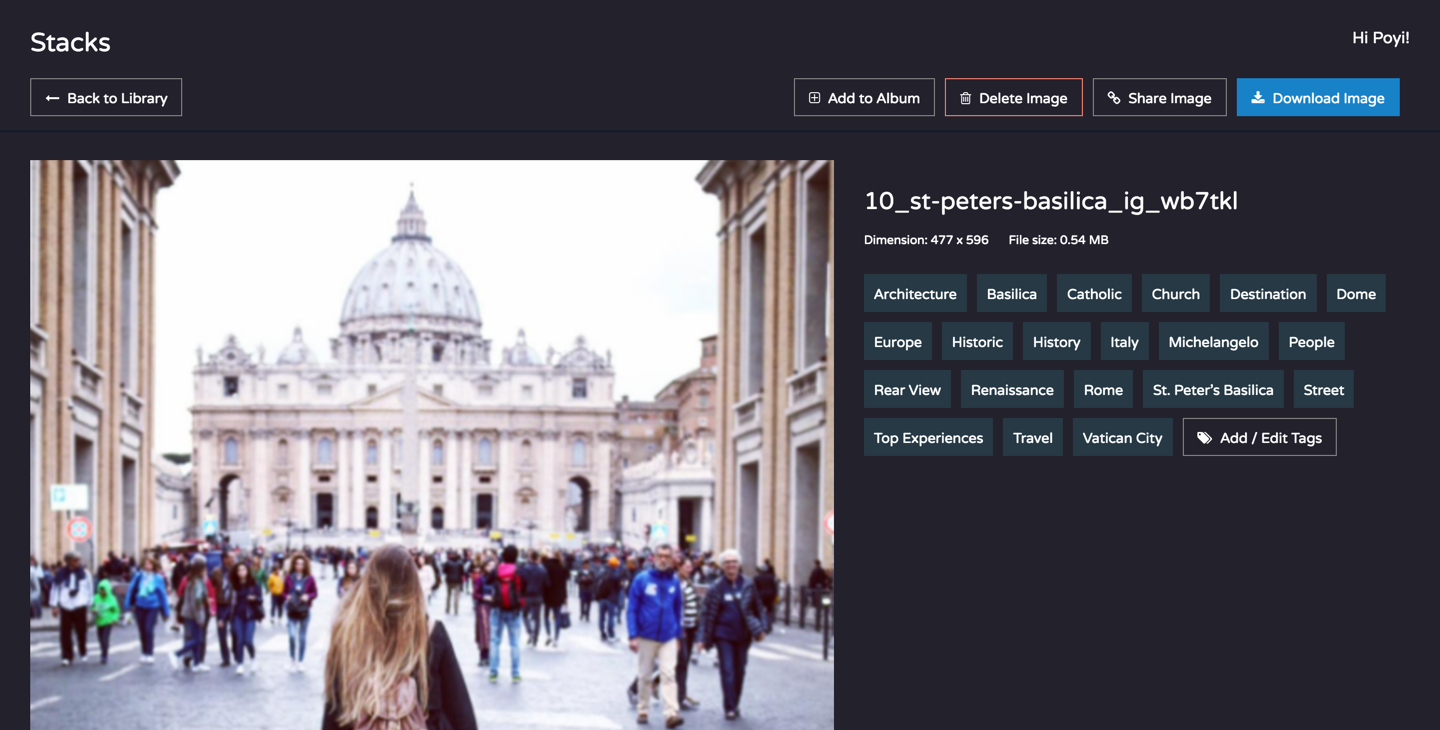 Stacks
Hi Poyi!
Back to Library
Add to Album
Delete Image
Share Image
Download Image
10_st-peters-basilica_ig_wb7tkl
Dimension: 477 x 596 File size: 0.54 MB
Architecture Basilica Catholic Church Destination Dome
Europe Historic History Italy Michelangelo People
Rear View Renaissance Rome St. Peter’s Basilica Street
Top Experiences Travel Vatican City Add / Edit Tags